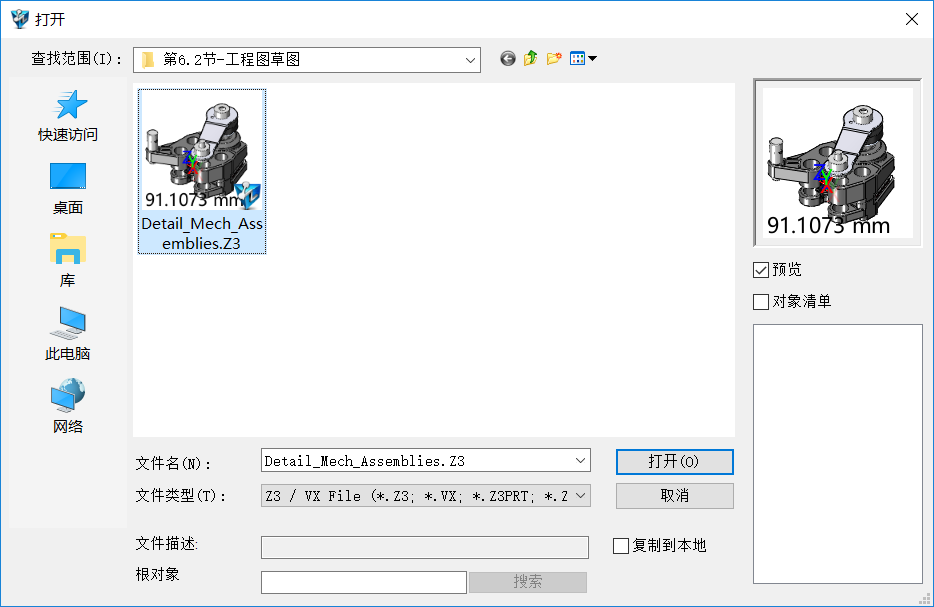 打开
查找范围(I):
第6.2节-工程图草图
快速访问
桌面
库
此电脑
网络
91.1073 mm
Detail_Mech_Ass
emblies.Z3
91.1073 mm
预览
对象清单
文件名(N):
Detail_Mech_Assemblies.Z3
打开(O)
文件类型(T):
Z3 / VX File (*.Z3; *.VX; *.Z3PRT; *.Z
取消
文件描述:
复制到本地
根对象
搜索